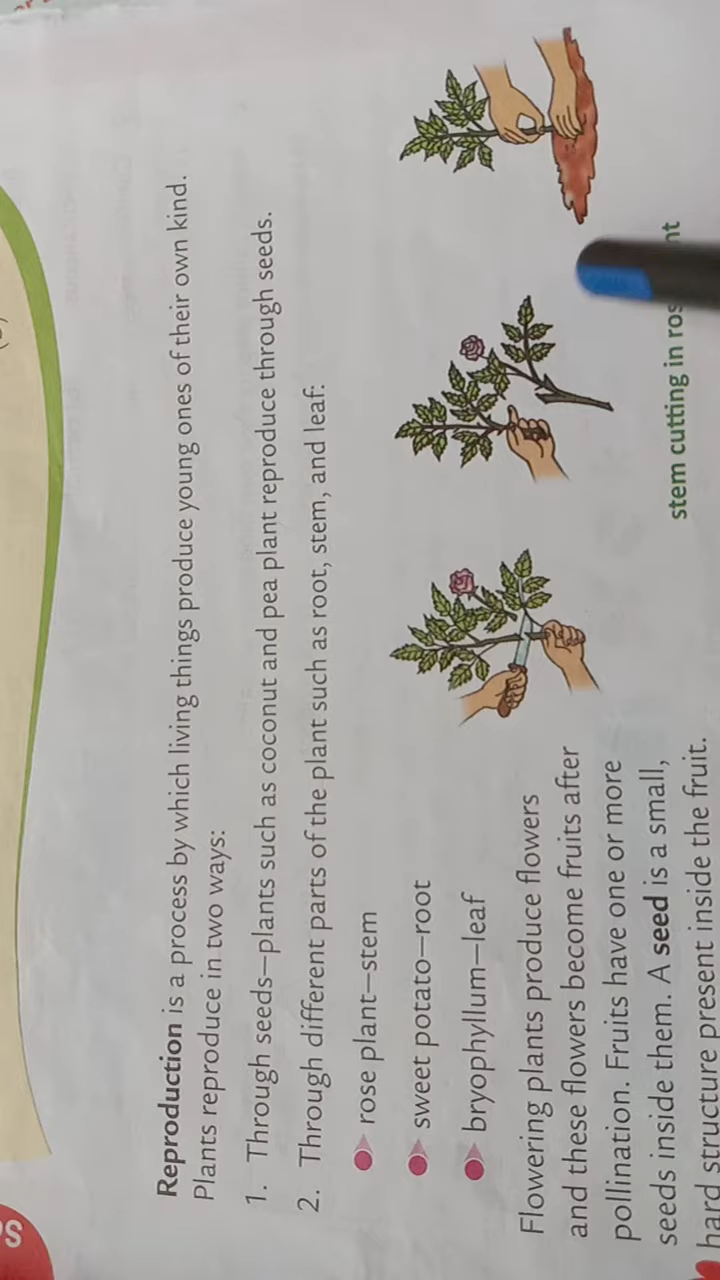 Reproduction is a process by which living things produce young ones of their own kind.
Plants reproduce in two ways:
1. Through seeds—plants such as coconut and pea plant reproduce through seeds.
2. Through different parts of the plant such as root, stem, and leaf:
rose plant—stem
sweet potato—root
bryophyllum—leaf
stem cutting in
Flowering plants produce flowers
and these flowers become fruits after
pollination. Fruits have one or more
seeds inside them. A seed is a small,
hard structure present inside the fruit.